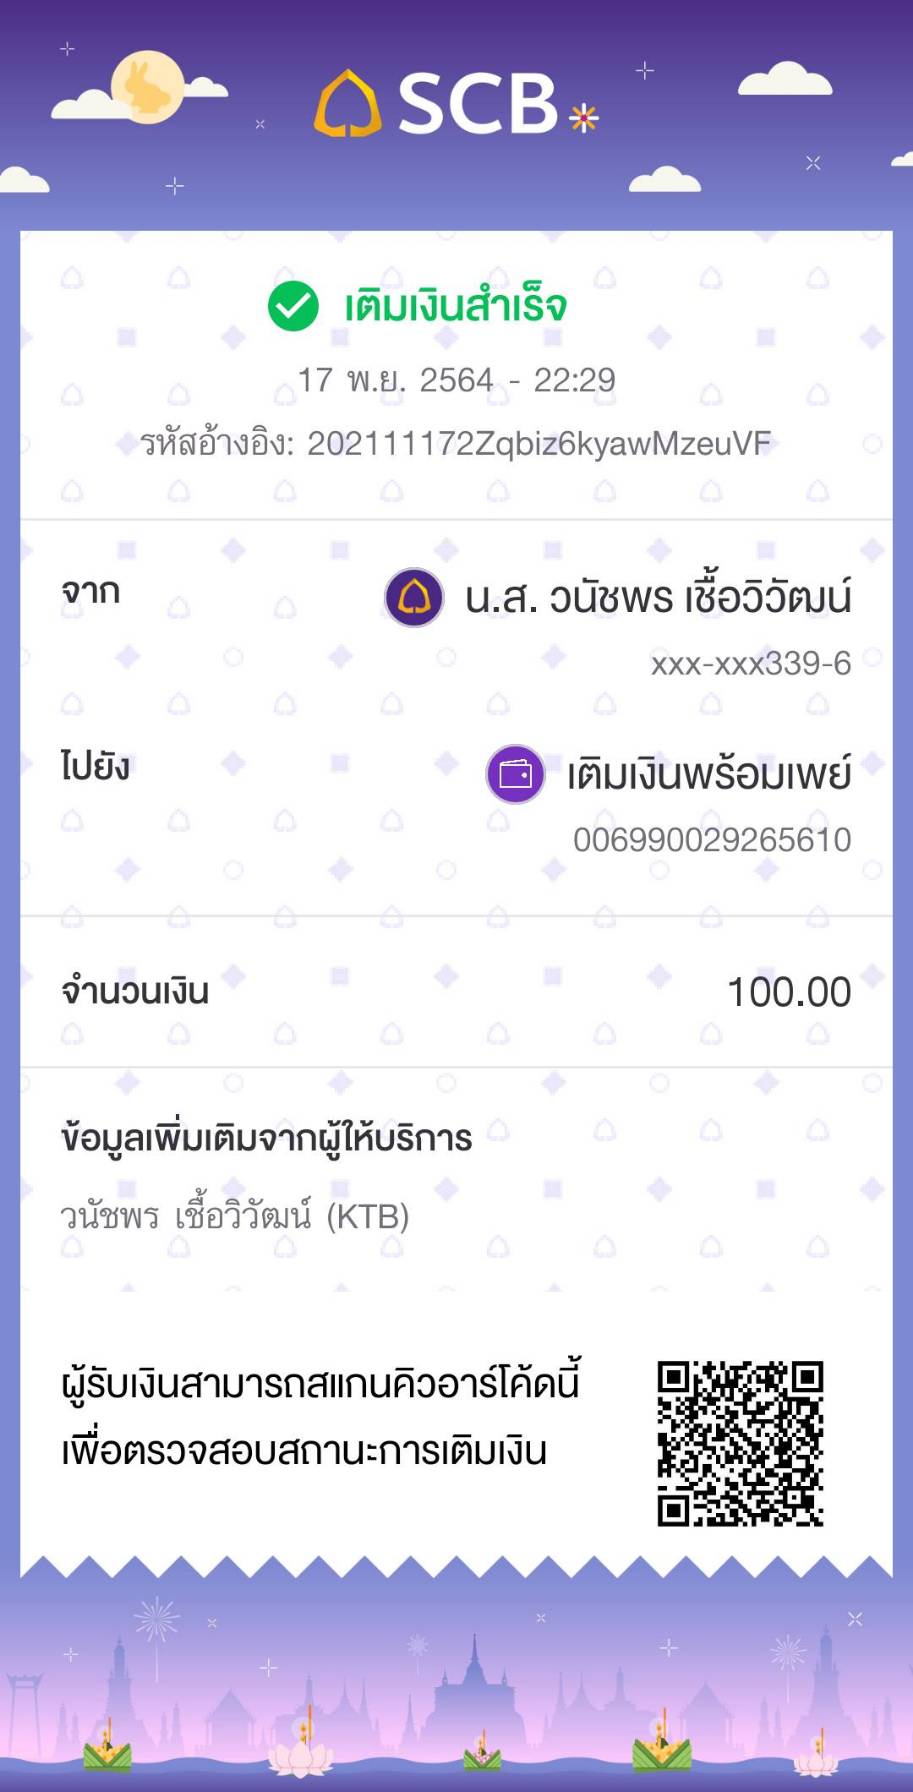 SCB
เติมเงินสำเร็จ
17 พ.ย. 2564 - 22:29
รหัสอ้างอิง: 202111172Zqbiz6kyawMzeuVF
จาก
น.ส. วนัชพร เชื้อวิวัฒน์
xxx-xxx339-6
ไปยัง
เติมเงินพร้อมเพย์
006990029265610
จำนวนเงิน 100.00
ข้อมูลเพิ่มเติมจากผู้ให้บริการ
วนัชพร เชื้อวิวัฒน์ (KTB)
ผู้รับเงินสามารถสแกนคิวอาร์โค้ดนี้
เพื่อตรวจสอบสถานะการเติมเงิน